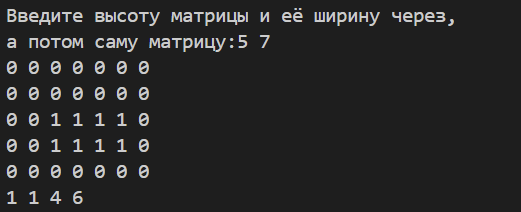 Введите высоту матрицы и её ширину через,
а потом саму матрицу:5 7
0 0 0 0 0 0 0
0 0 0 0 0 0 0
0 0 1 1 1 1 0
0 0 1 1 1 1 0
0 0 0 0 0 0 0
1 1 4 6